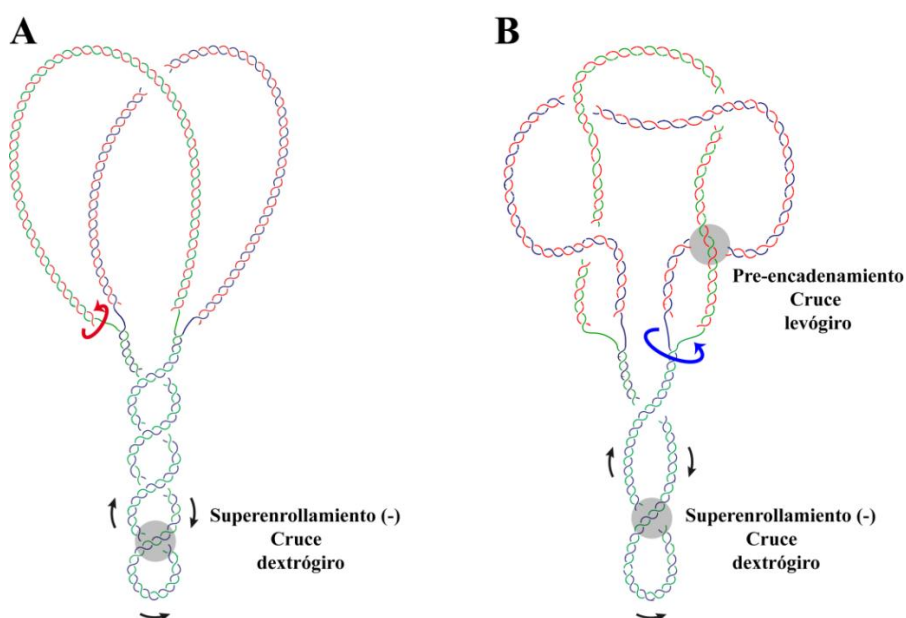 A
B
Pre-encadenamiento
Cruce
levógiro
Superenrollamiento (-)
Cruce
dextrógiro
Superenrollamiento (-)
Cruce
dextrógiro